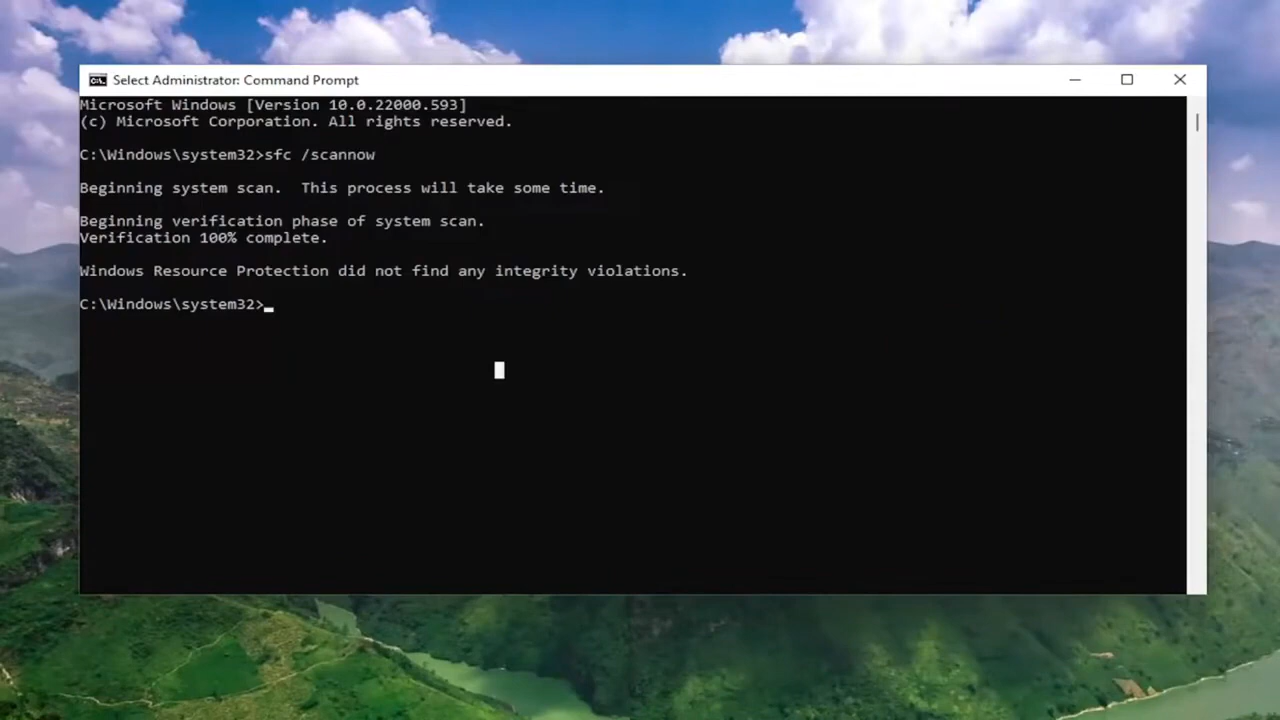 Select Administrator: Command Prompt
Microsoft Windows [Version 10.0.22000.593]
(c) Microsoft Corporation. All rights reserved.
C:\Windows\system32>sfc /scannow
Beginning system scan.  This process will take some time.
Beginning verification phase of system scan.
Verification 100% complete.
Windows Resource Protection did not find any integrity violations.
C:\Windows\system32>